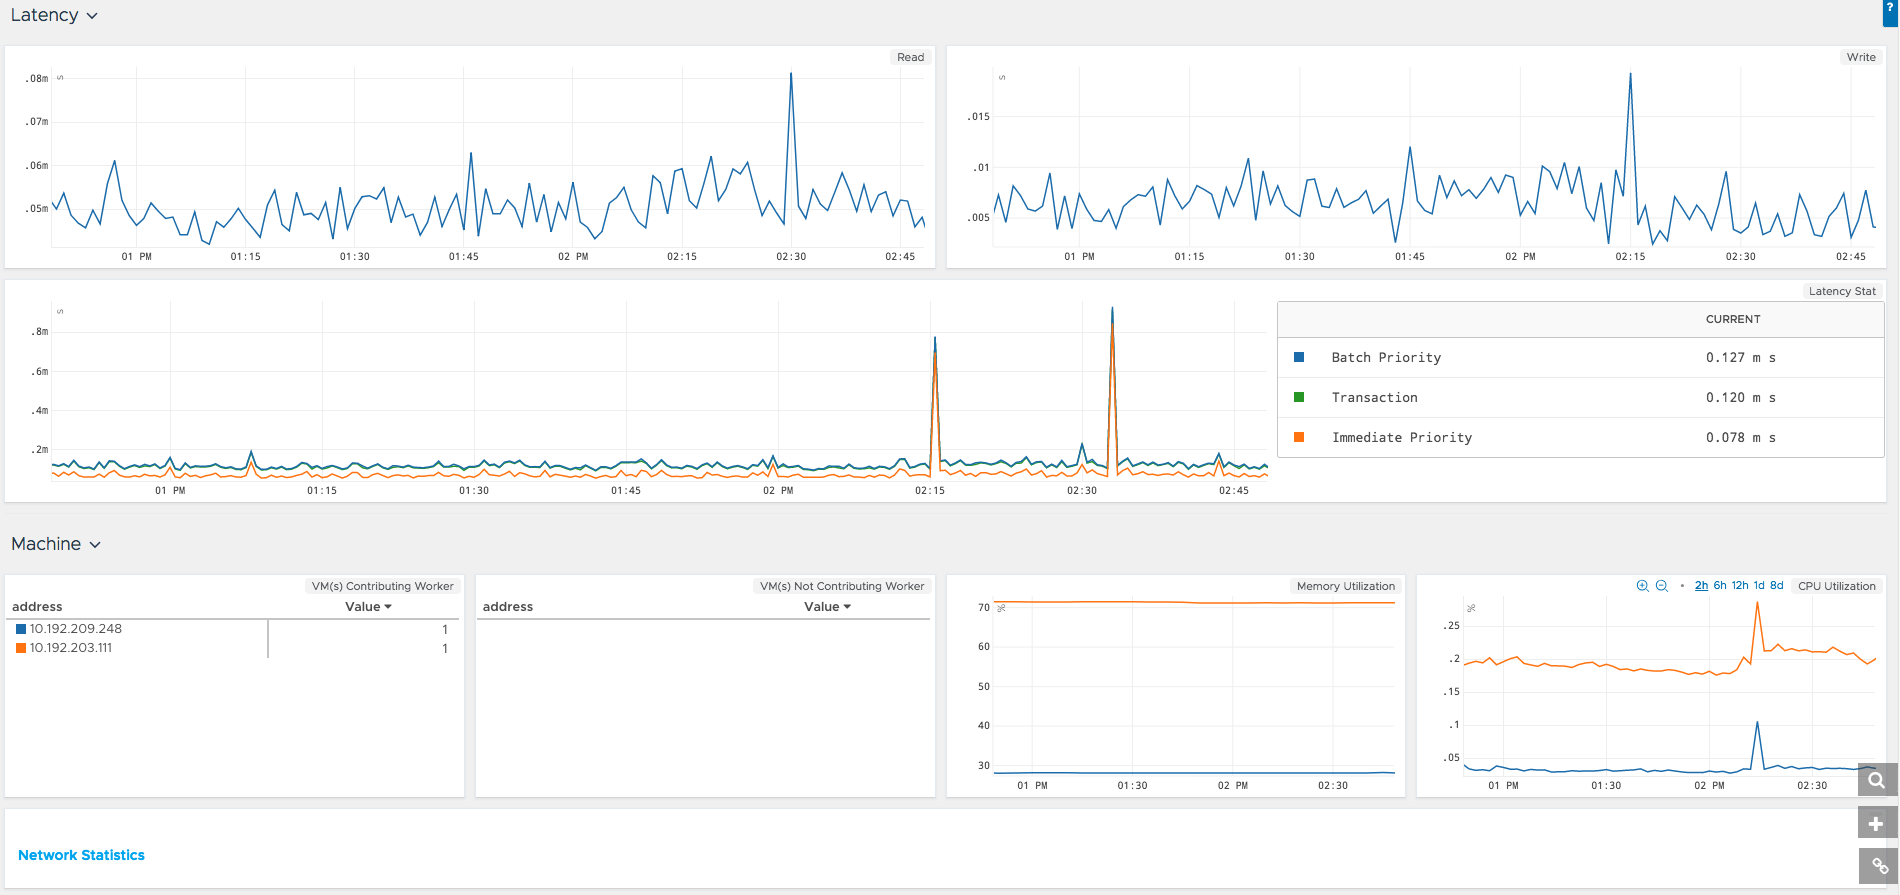 Latency
?
Read
s
.08m
.07m
.06m
.05m
01 PM 01:15 01:30 01:45 02 PM 02:15 02:30 02:45
Write
s
.015
.01
.005
01 PM 01:15 01:30 01:45 02 PM 02:15 02:30 02:45
Latency Stat
s
.8m
.6m
.4m
.2m
01 PM 01:15 01:30 01:45 02 PM 02:15 02:30 02:45
CURRENT
Batch Priority 0.127 m s
Transaction 0.120 m s
Immediate Priority 0.078 m s
Machine
VM(s) Contributing Worker
address Value
10.192.209.248 1
10.192.203.111 1
VM(s) Not Contributing Worker
address Value
Memory Utilization
%
70
60
50
40
30
01 PM 01:30 02 PM 02:30
2h 6h 12h 1d 8d CPU Utilization
%
.25
.2
.15
.1
.05
01 PM 01:30 02 PM 02:30
Network Statistics